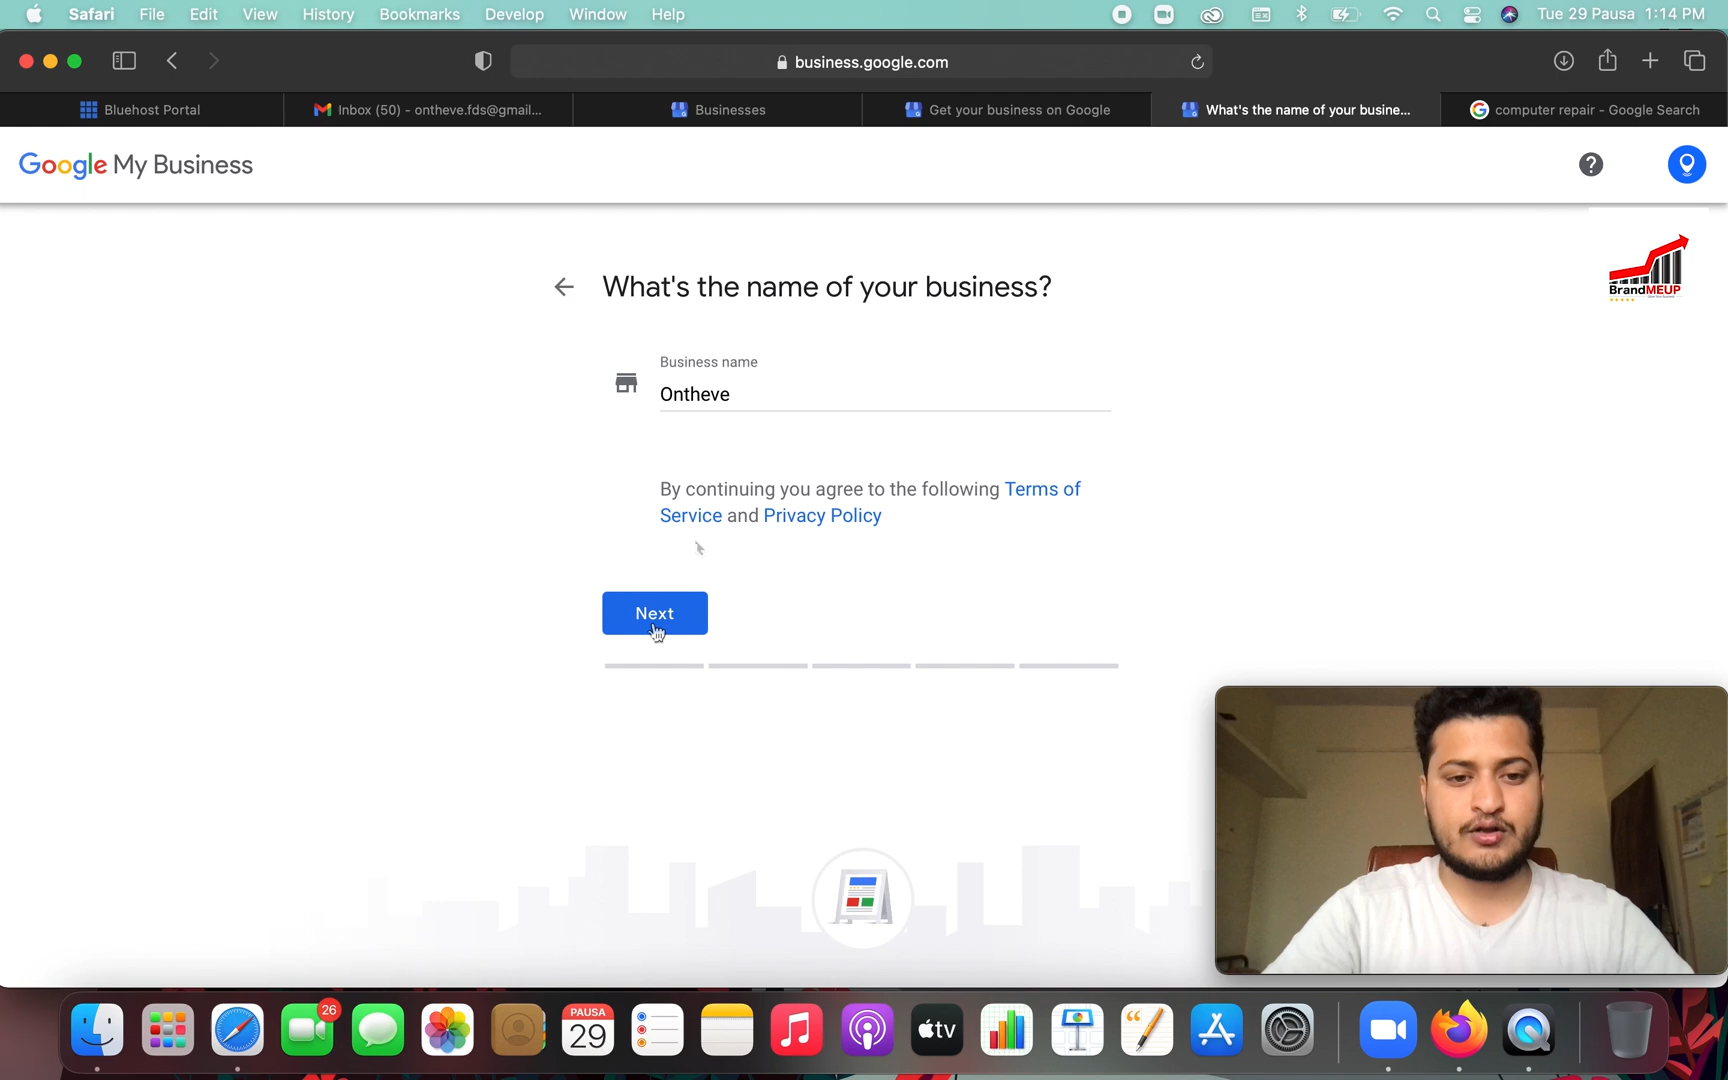 Safari File Edit View History Bookmarks Develop Window Help Tue 29 Pausa 1:14 PM
business.google.com
Bluehost Portal
Inbox (50) - ontheve.fds@gmail...
Businesses
Get your business on Google
What's the name of your busine...
computer repair - Google Search
Google My Business
What's the name of your business?
BrandMEUP
Business name
Ontheve
By continuing you agree to the following Terms of
Service and Privacy Policy
Next
26
PAUSA
29
tv